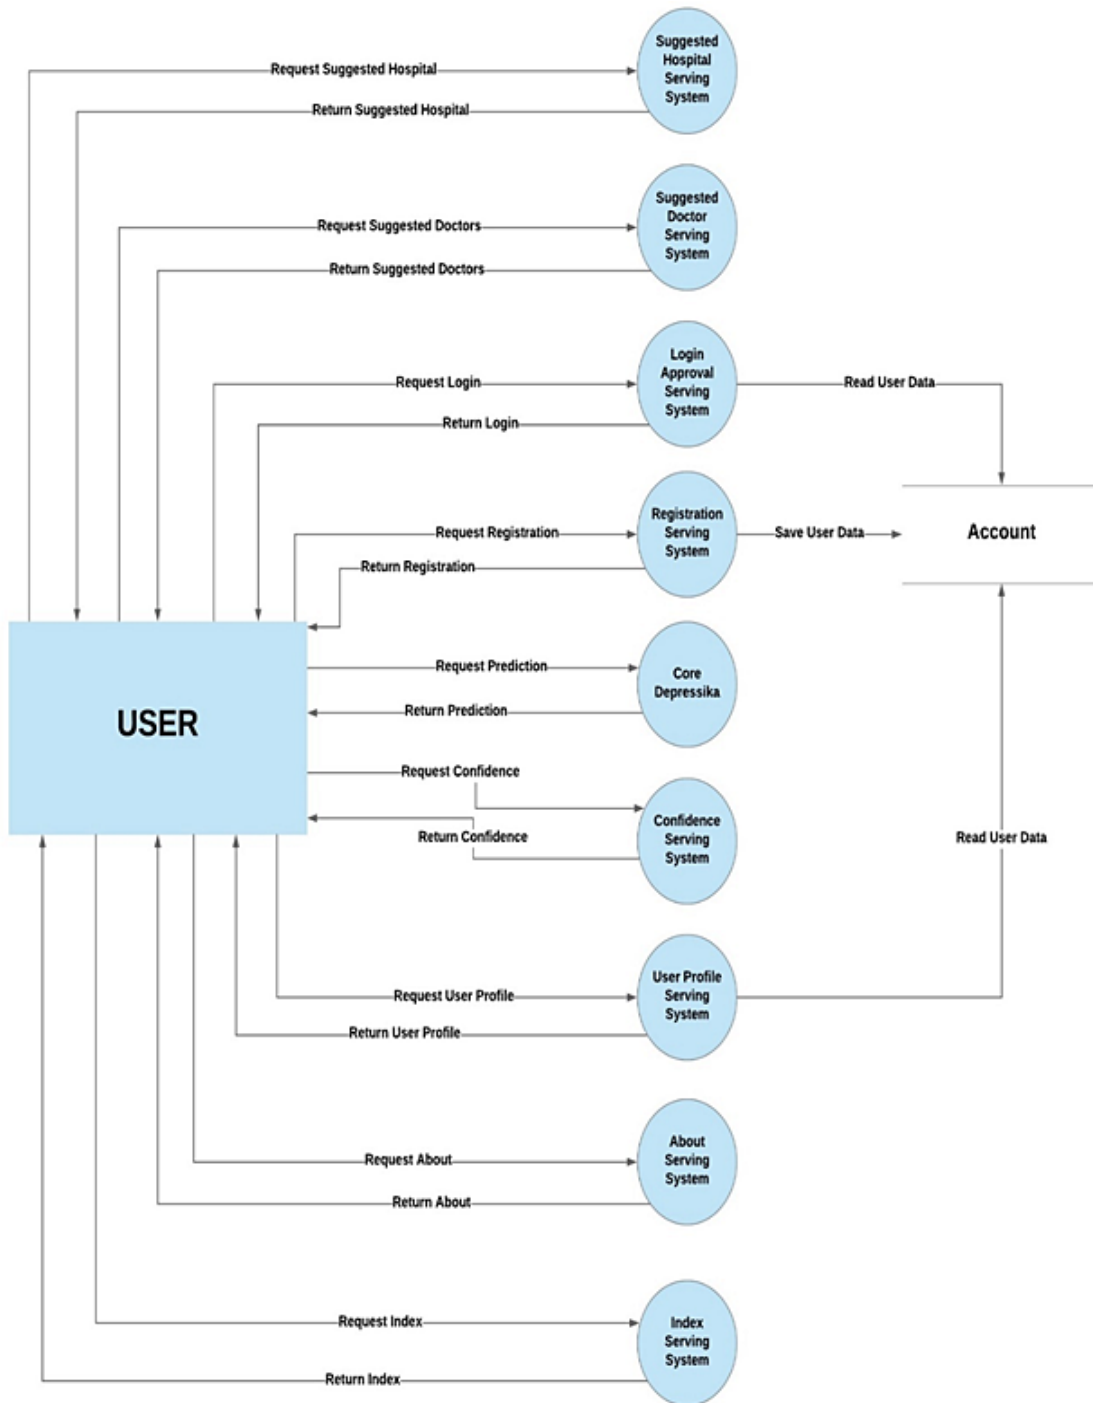 Suggested
Hospital
Serving
System
Request Suggested Hospital
Return Suggested Hospital
Suggested
Doctor
Serving
System
Request Suggested Doctors
Return Suggested Doctors
Login
Approval
Serving
System
Request Login
Read User Data
Return Login
Registration
Serving
System
Request Registration
Save User Data
Account
Return Registration
Request Prediction
Core
Depressika
Return Prediction
USER
Request Confidence
Confidence
Serving
System
Return Confidence
Read User Data
User Profile
Serving
System
Request User Profile
Return User Profile
About
Serving
System
Request About
Return About
Index
Serving
System
Request Index
Return Index